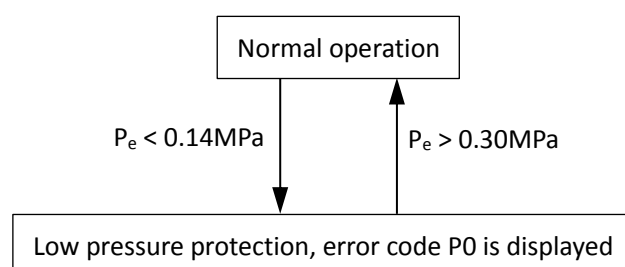 Normal operation
Pₑ < 0.14MPa
Pₑ > 0.30MPa
Low pressure protection, error code P0 is displayed